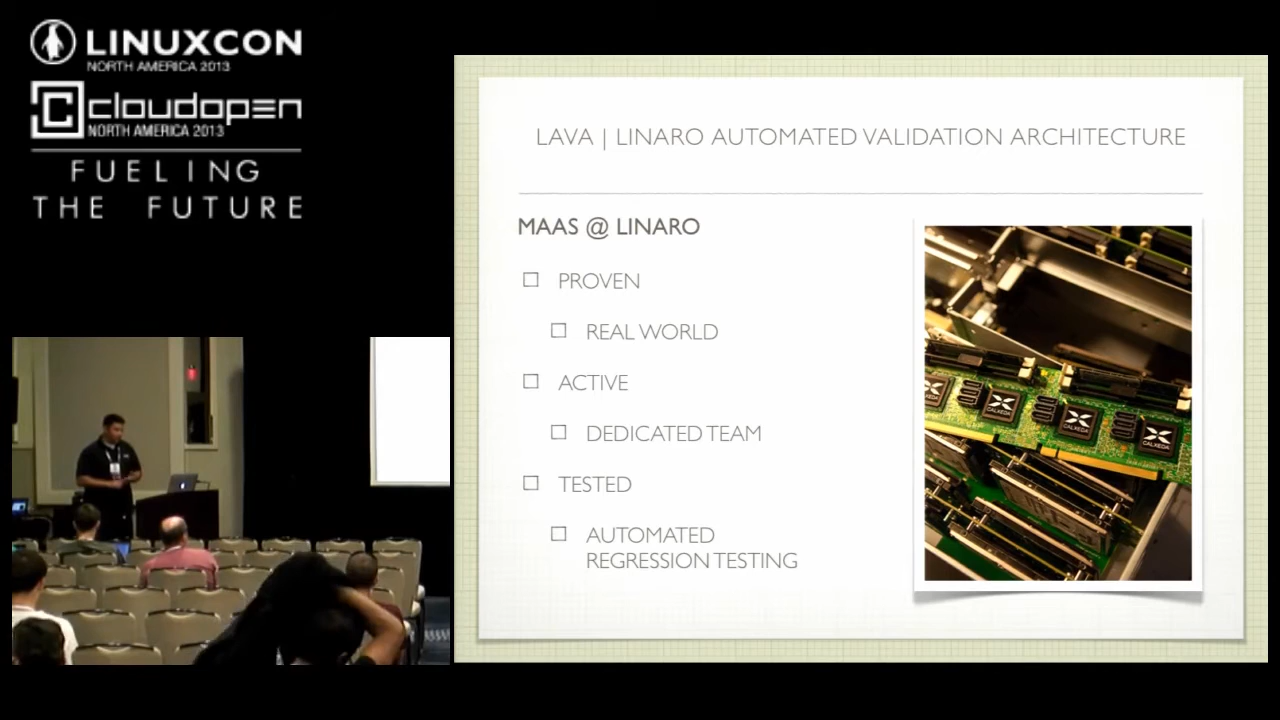 LINUXCON
NORTH AMERICA 2013
cloudopen
NORTH AMERICA 2013
FUELING
THE FUTURE
LAVA | LINARO AUTOMATED VALIDATION ARCHITECTURE
MAAS @ LINARO
PROVEN
REAL WORLD
ACTIVE
DEDICATED TEAM
TESTED
AUTOMATED
REGRESSION TESTING
CALXEDA
CALXEDA
CALXEDA